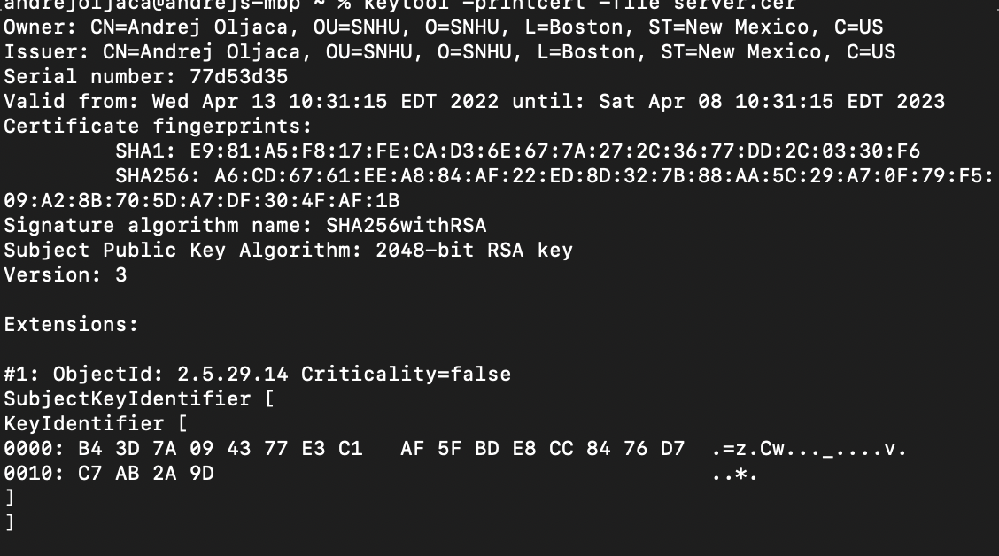 andrejoljaca@andrejs-mbp ~ % keytool -printcert -file server.cer
Owner: CN=Andrej Oljaca, OU=SNHU, O=SNHU, L=Boston, ST=New Mexico, C=US
Issuer: CN=Andrej Oljaca, OU=SNHU, O=SNHU, L=Boston, ST=New Mexico, C=US
Serial number: 77d53d35
Valid from: Wed Apr 13 10:31:15 EDT 2022 until: Sat Apr 08 10:31:15 EDT 2023
Certificate fingerprints:
SHA1: E9:81:A5:F8:17:FE:CA:D3:6E:67:7A:27:2C:36:77:DD:2C:03:30:F6
SHA256: A6:CD:67:61:EE:A8:84:AF:22:ED:8D:32:7B:88:AA:5C:29:A7:0F:79:F5:
09:A2:8B:70:5D:A7:DF:30:4F:AF:1B
Signature algorithm name: SHA256withRSA
Subject Public Key Algorithm: 2048-bit RSA key
Version: 3
Extensions:
#1: ObjectId: 2.5.29.14 Criticality=false
SubjectKeyIdentifier [
KeyIdentifier [
0000: B4 3D 7A 09 43 77 E3 C1   AF 5F BD E8 CC 84 76 D7  .=z.Cw..._....v.
0010: C7 AB 2A 9D                                        ..*.
]
]